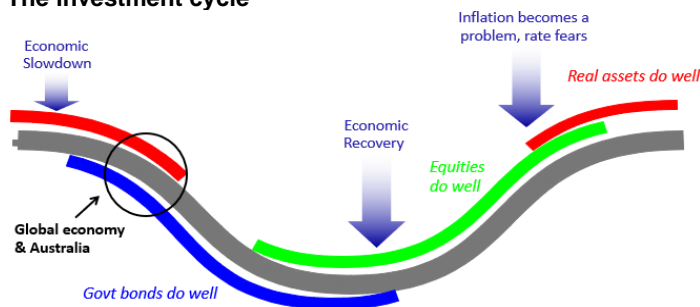 The investment cycle
Economic
Slowdown
Inflation becomes a
problem, rate fears
Real assets do well
Economic
Recovery
Equities
do well
Global economy
& Australia
Govt bonds do well